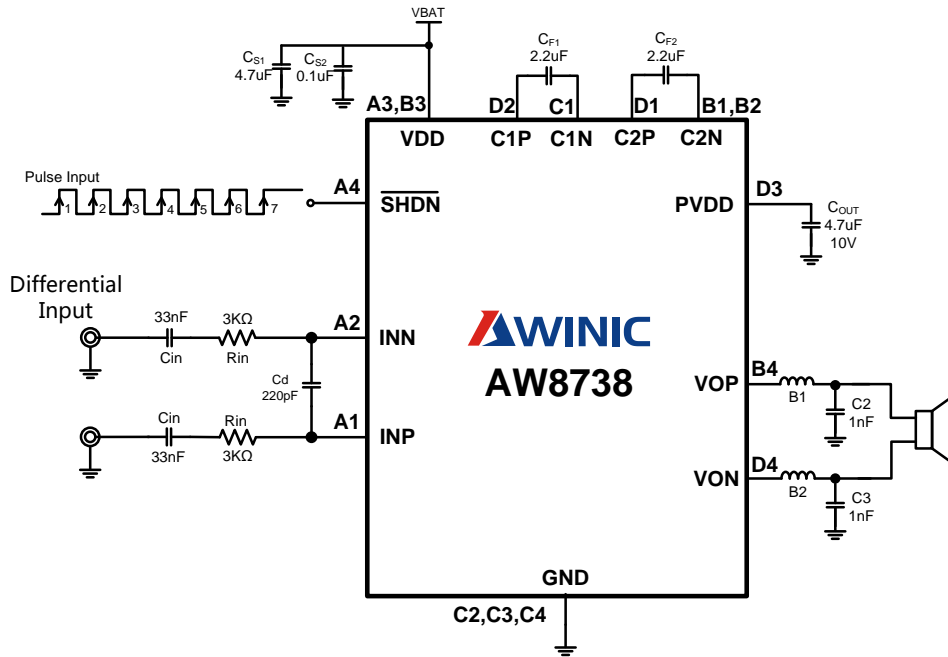 VBAT
CS1
4.7uF
CS2
0.1uF
CF1
2.2uF
CF2
2.2uF
A3,B3
D2
C1
D1
B1,B2
VDD
C1P
C1N
C2P
C2N
Pulse Input
1 2 3 4 5 6 7
A4
SHDN
D3
PVDD
COUT
4.7uF
10V
Differential
Input
33nF
Cin
3KΩ
Rin
A2
INN
Cd
220pF
Cin
33nF
Rin
3KΩ
A1
INP
AWINIC
AW8738
B4
VOP
B1
C2
1nF
D4
VON
B2
C3
1nF
GND
C2,C3,C4